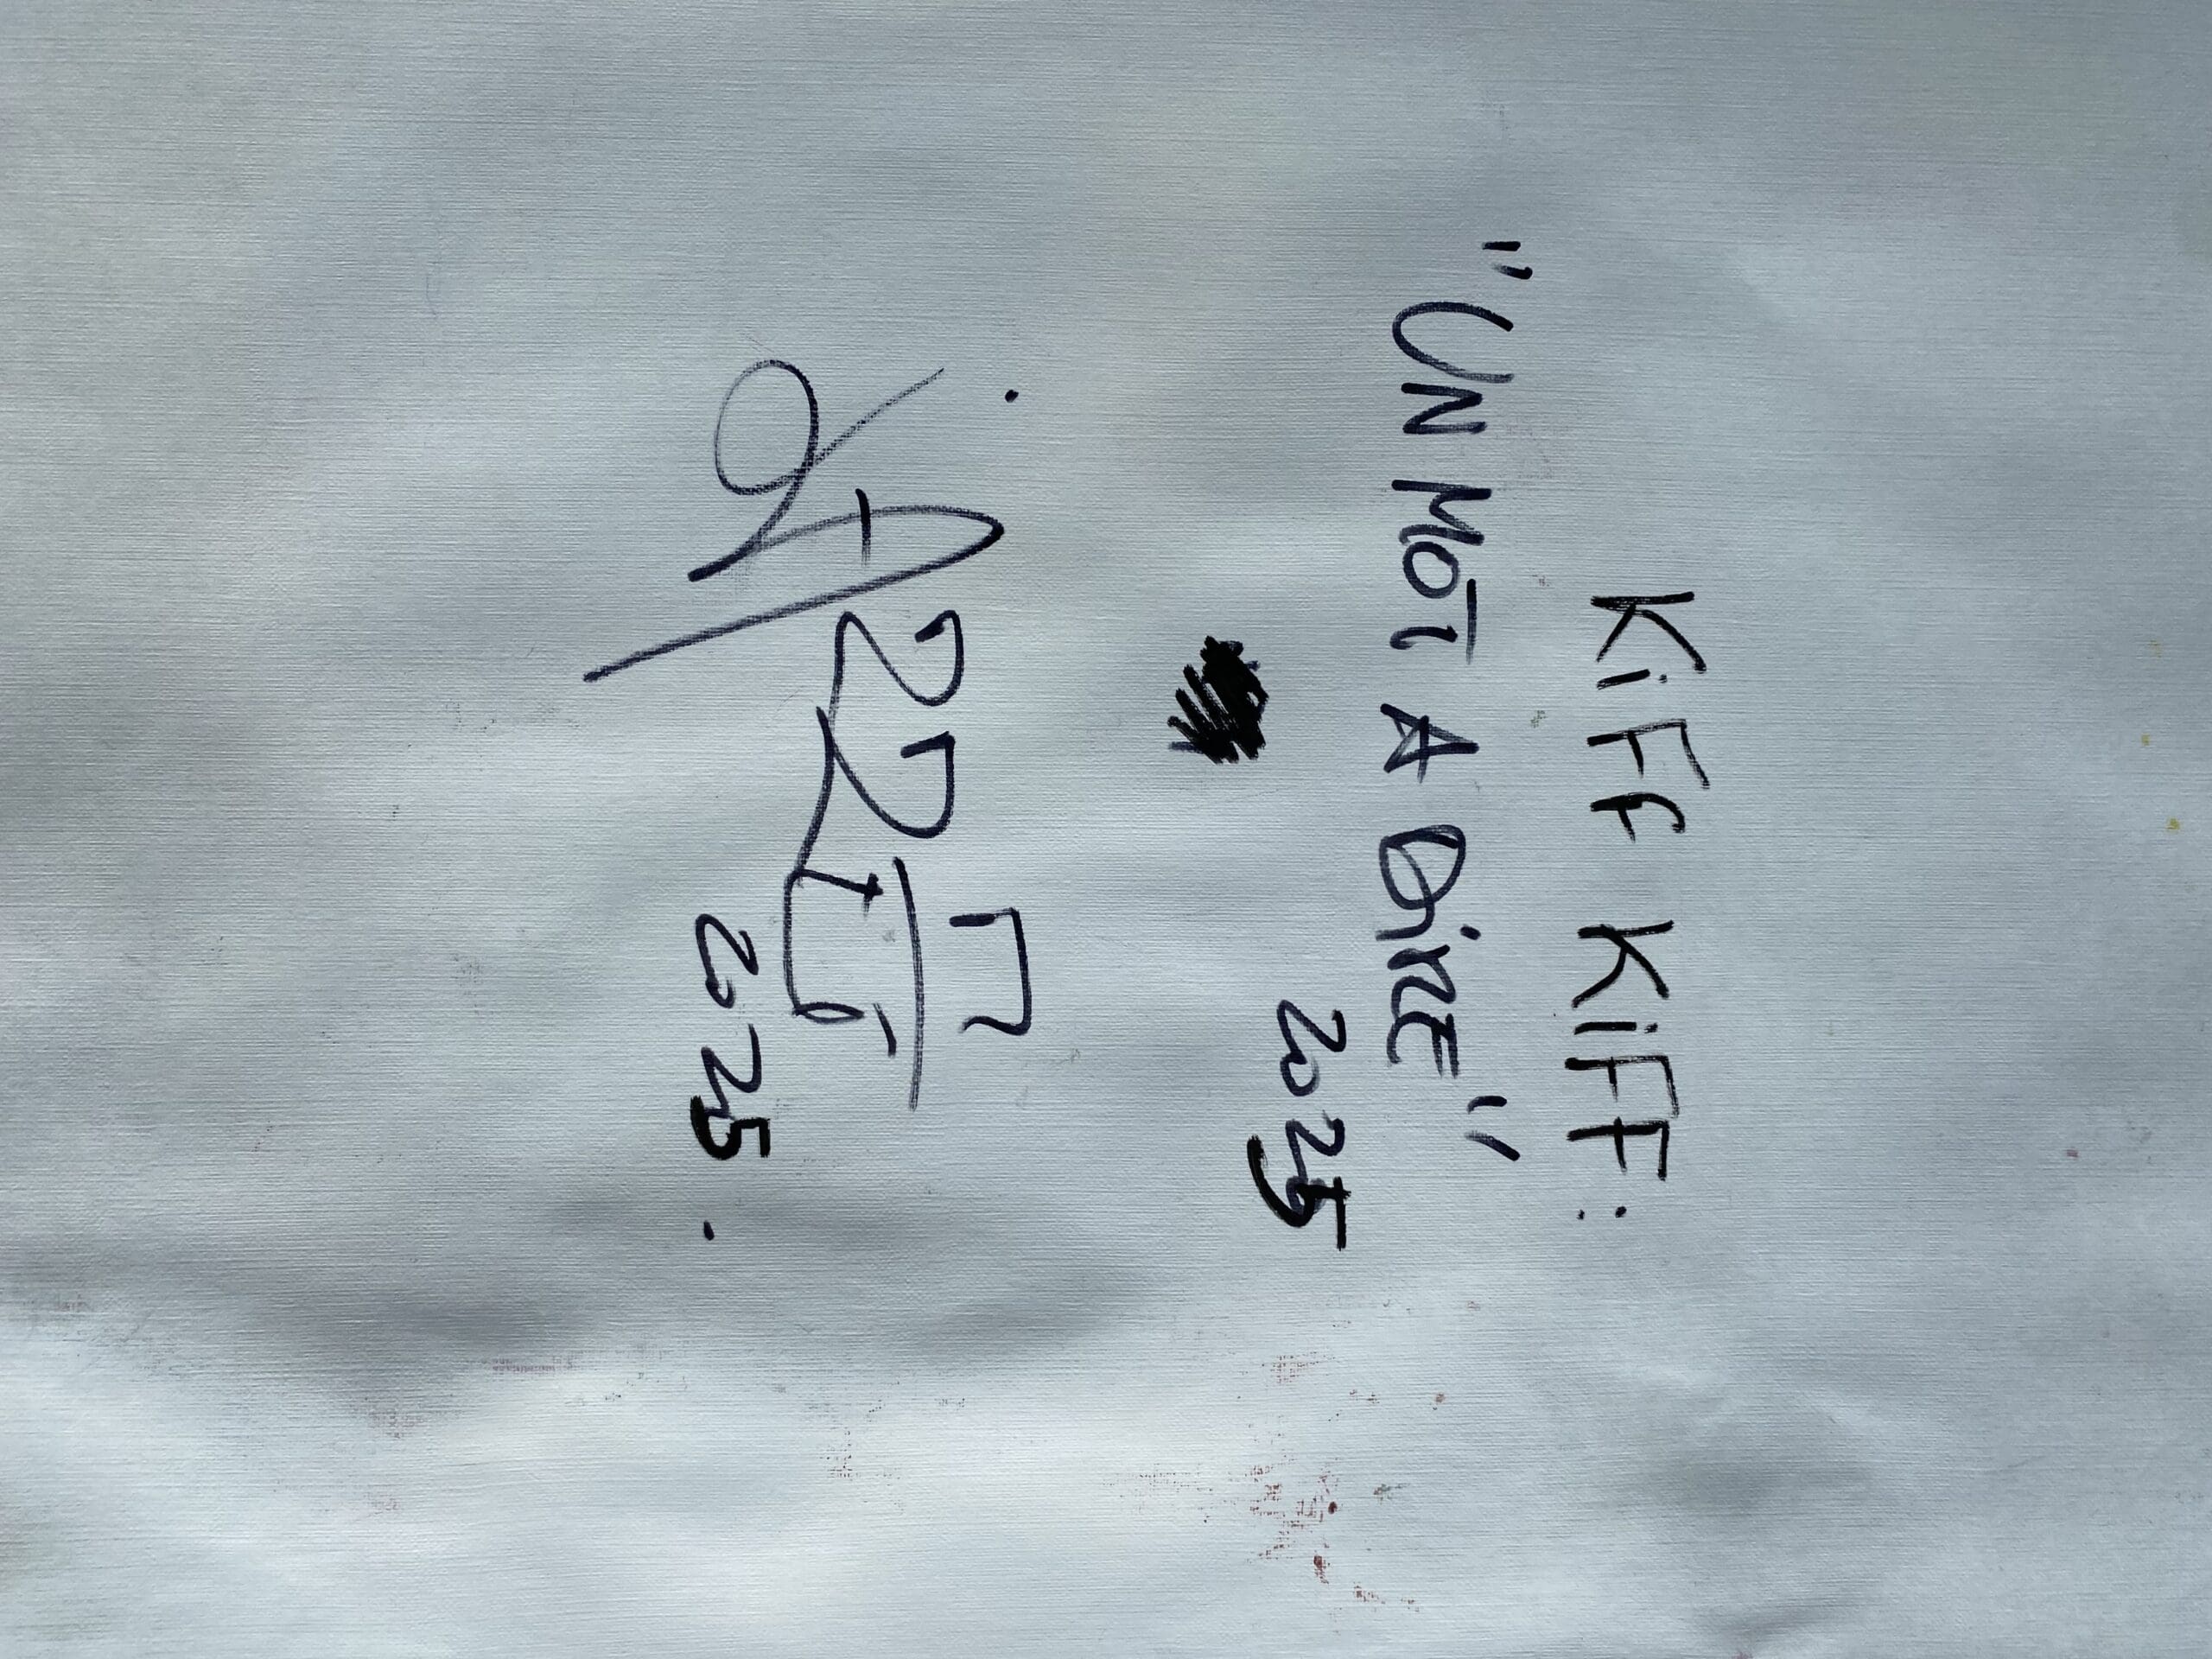 KiFF KiFF:
"UN MOT A DIRE"
2025
2025.